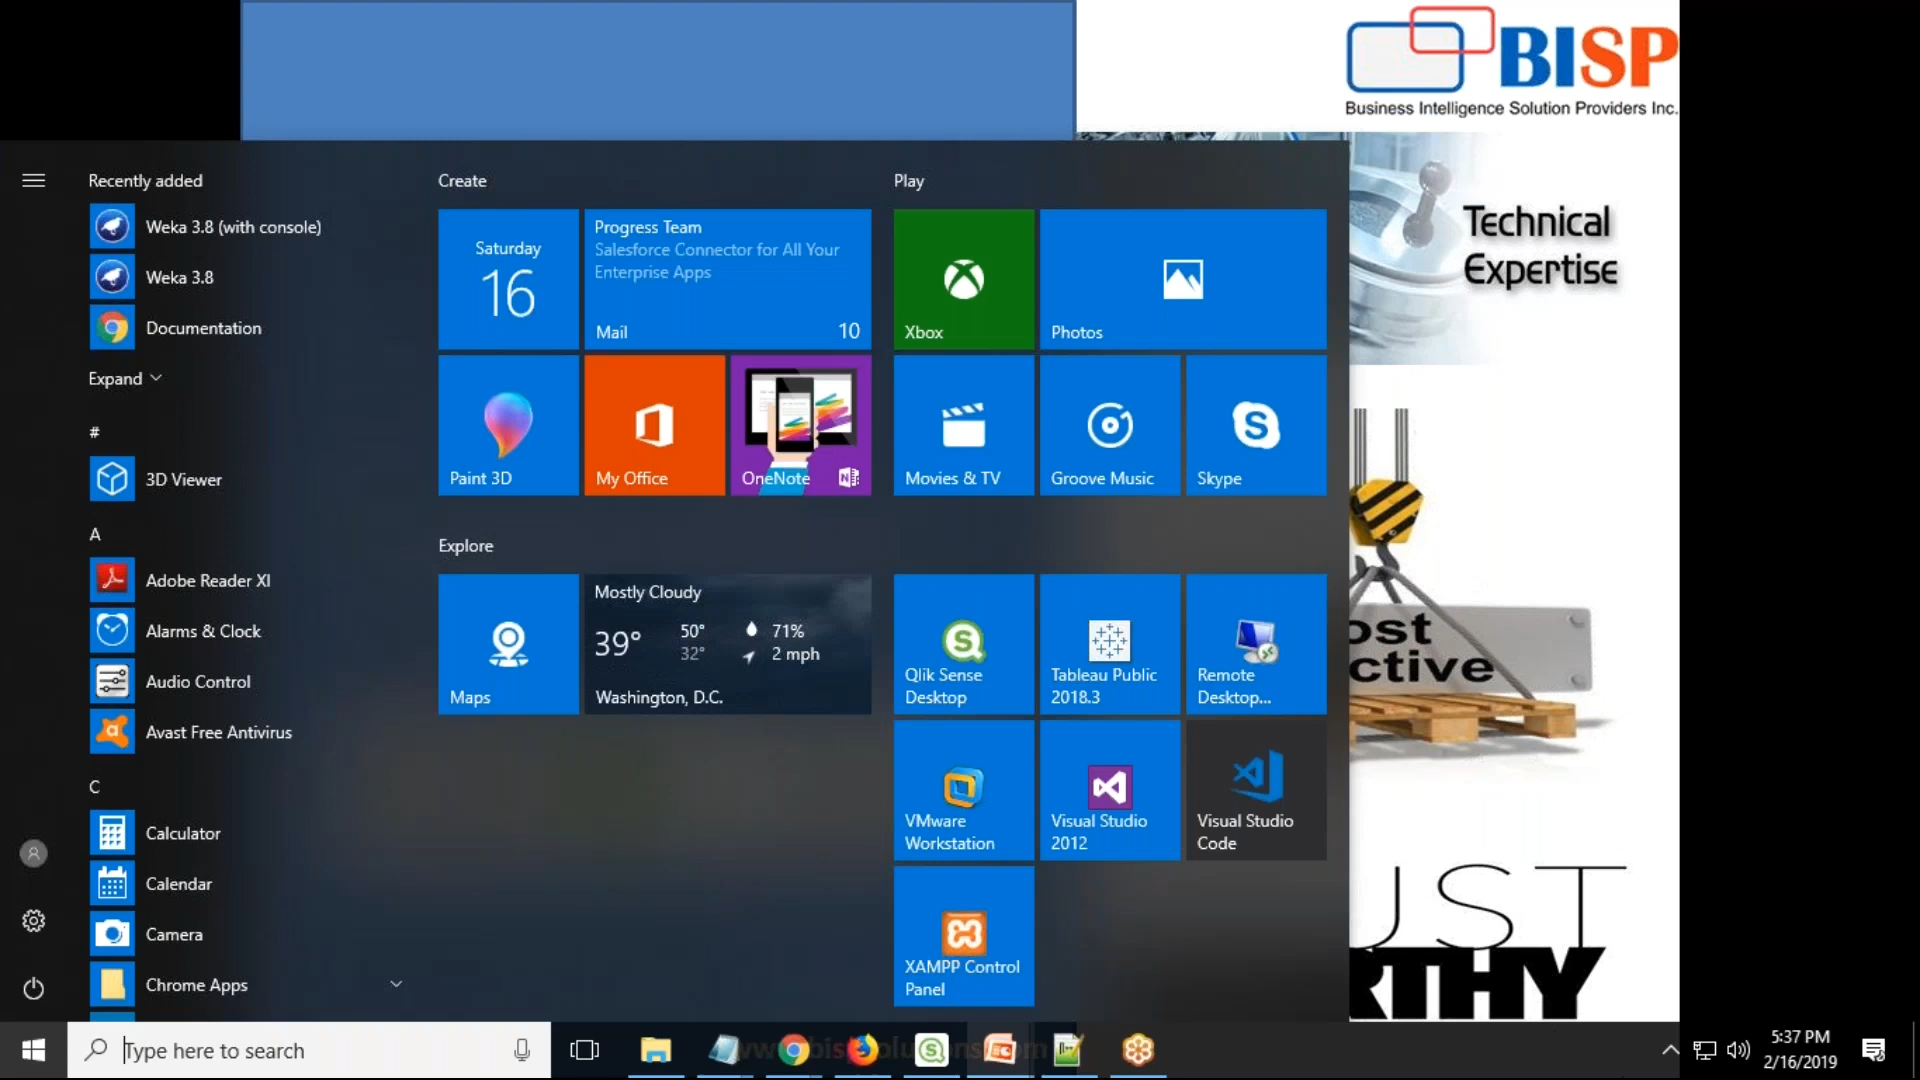 BISP
Business Intelligence Solution Providers Inc.
Technical
Expertise
ost
ctive
UST
RTHY
Recently added
Weka 3.8 (with console)
Weka 3.8
Documentation
Expand
#
3D Viewer
A
Adobe Reader XI
Alarms & Clock
Audio Control
Avast Free Antivirus
C
Calculator
Calendar
Camera
Chrome Apps
Create
Saturday
16
Progress Team
Salesforce Connector for All Your
Enterprise Apps
Mail 10
Paint 3D
My Office
OneNote
Explore
Maps
Mostly Cloudy
39° 50° 71%
32° 2 mph
Washington, D.C.
Play
Xbox
Photos
Movies & TV
Groove Music
Skype
Qlik Sense
Desktop
Tableau Public
2018.3
Remote
Desktop...
VMware
Workstation
Visual Studio
2012
Visual Studio
Code
XAMPP Control
Panel
Type here to search
5:37 PM
2/16/2019